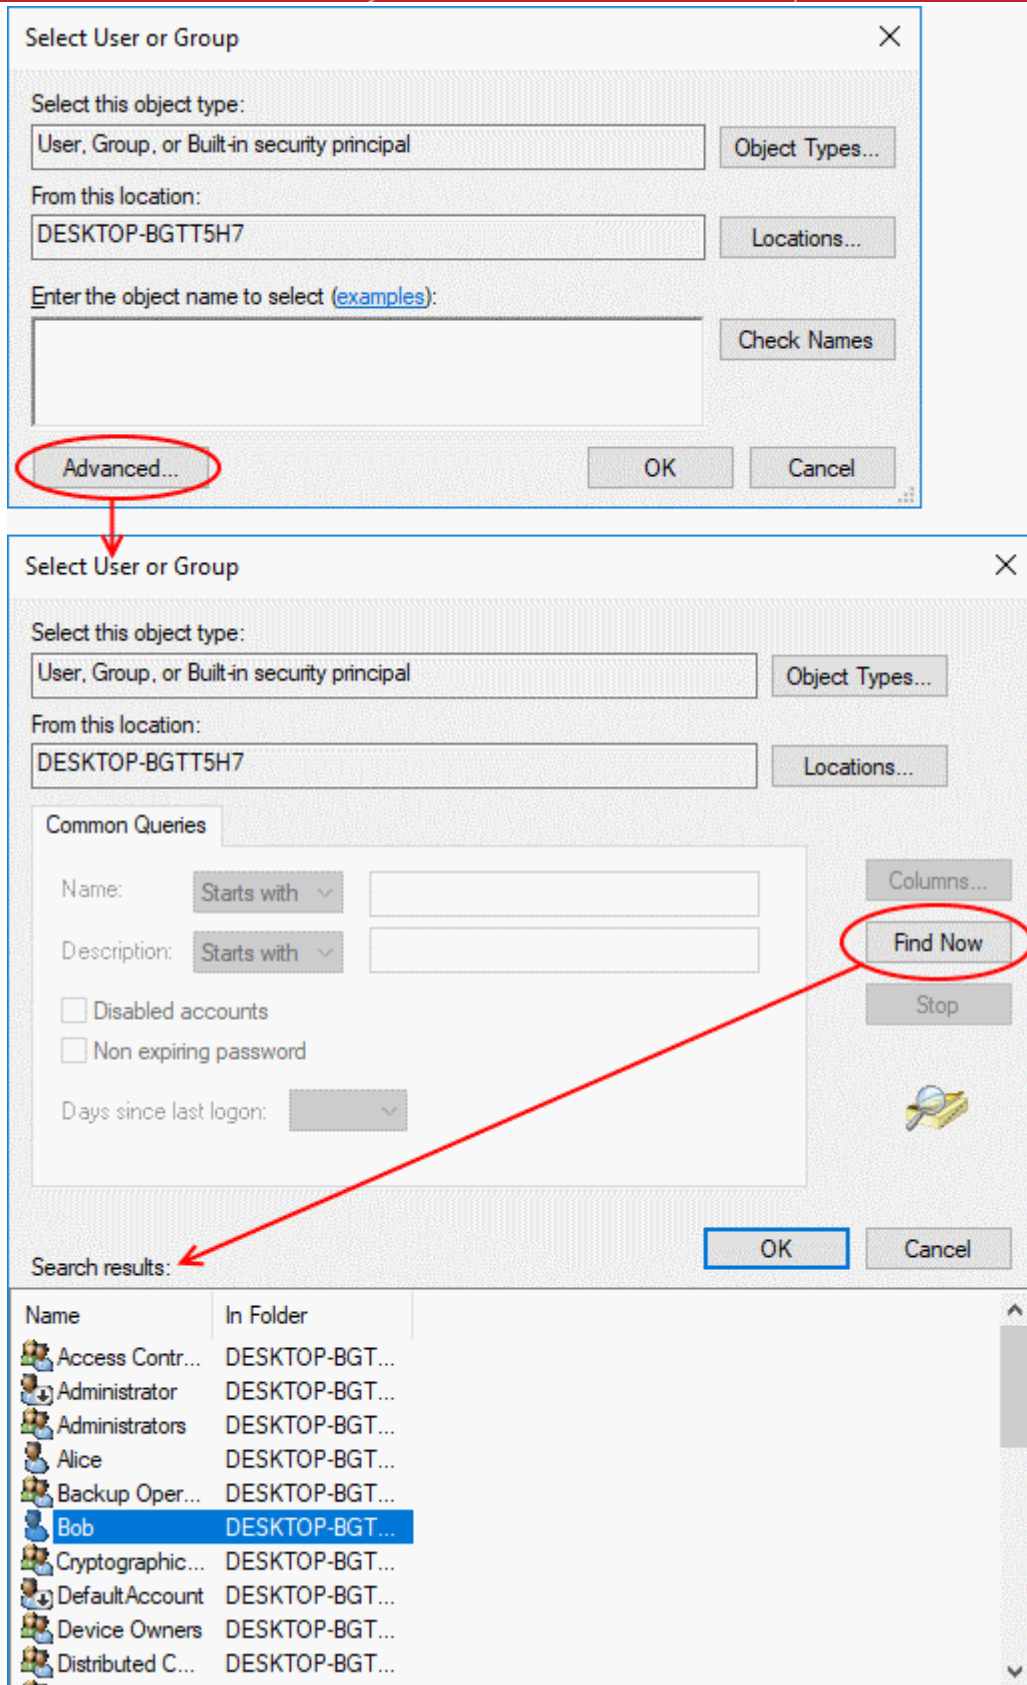 Select User or Group
Select this object type:
User, Group, or Built-in security principal
Object Types...
From this location:
DESKTOP-BGTT5H7
Locations...
Enter the object name to select (examples):
Check Names
Advanced...
OK
Cancel
Select User or Group
Select this object type:
User, Group, or Built-in security principal
Object Types...
From this location:
DESKTOP-BGTT5H7
Locations...
Common Queries
Name: Starts with
Columns...
Description: Starts with
Find Now
Disabled accounts
Stop
Non expiring password
Days since last logon:
OK
Cancel
Search results:
Name In Folder
Access Contr... DESKTOP-BGT...
Administrator DESKTOP-BGT...
Administrators DESKTOP-BGT...
Alice DESKTOP-BGT...
Backup Oper... DESKTOP-BGT...
Bob DESKTOP-BGT...
Cryptographic... DESKTOP-BGT...
DefaultAccount DESKTOP-BGT...
Device Owners DESKTOP-BGT...
Distributed C... DESKTOP-BGT...